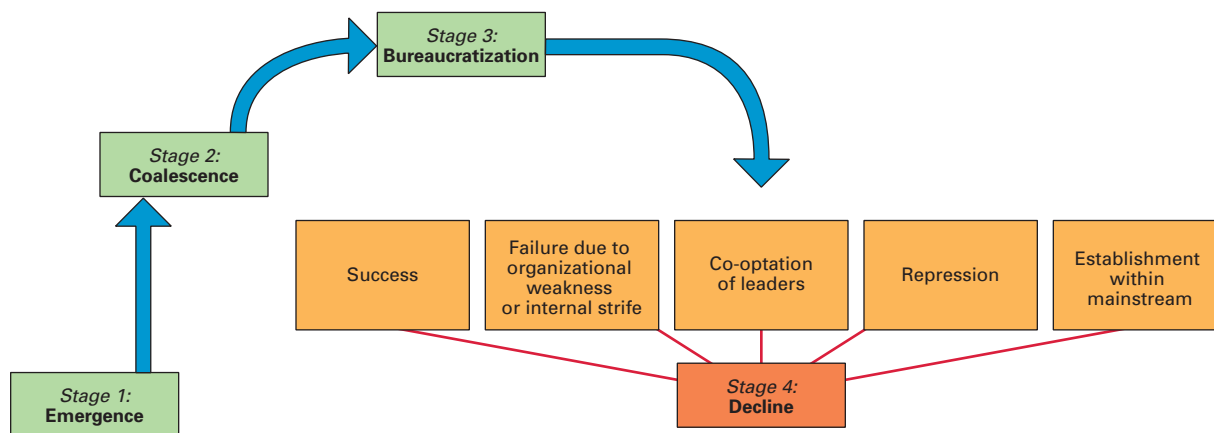 Stage 3:
Bureaucratization
Stage 2:
Coalescence
Success
Failure due to
organizational
weakness
or internal strife
Co-optation
of leaders
Repression
Establishment
within
mainstream
Stage 1:
Emergence
Stage 4:
Decline